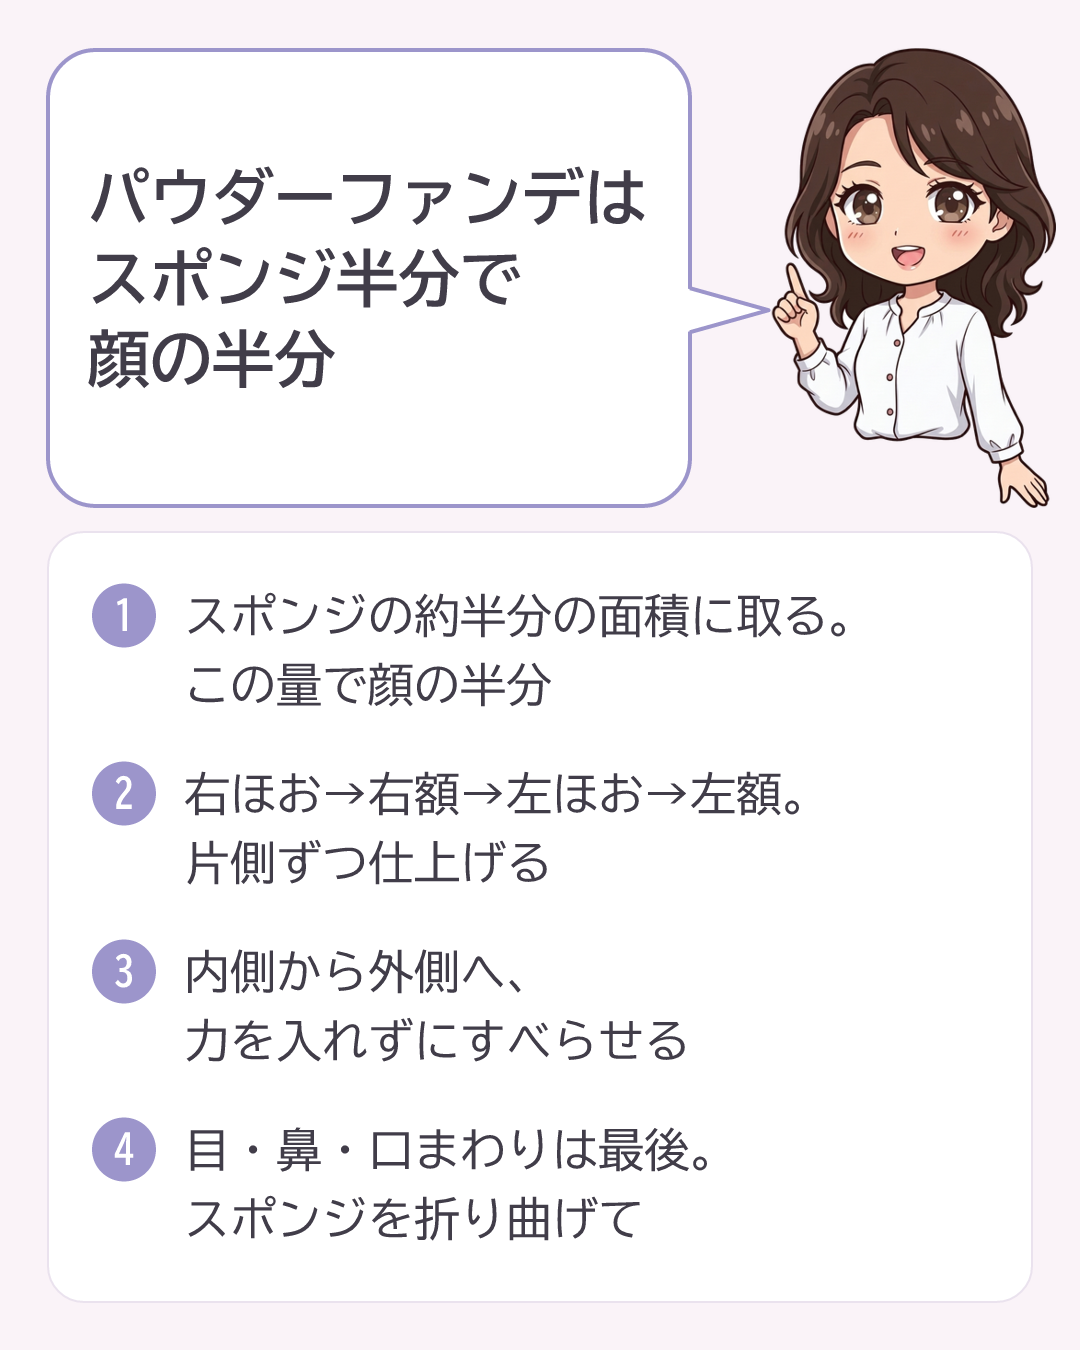 パウダーファンデは
スポンジ半分で
顔の半分
1 スポンジの約半分の面積に取る。
この量で顔の半分
2 右ほお→右額→左ほお→左額。
片側ずつ仕上げる
3 内側から外側へ、
力を入れずにすべらせる
4 目・鼻・口まわりは最後。
スポンジを折り曲げて